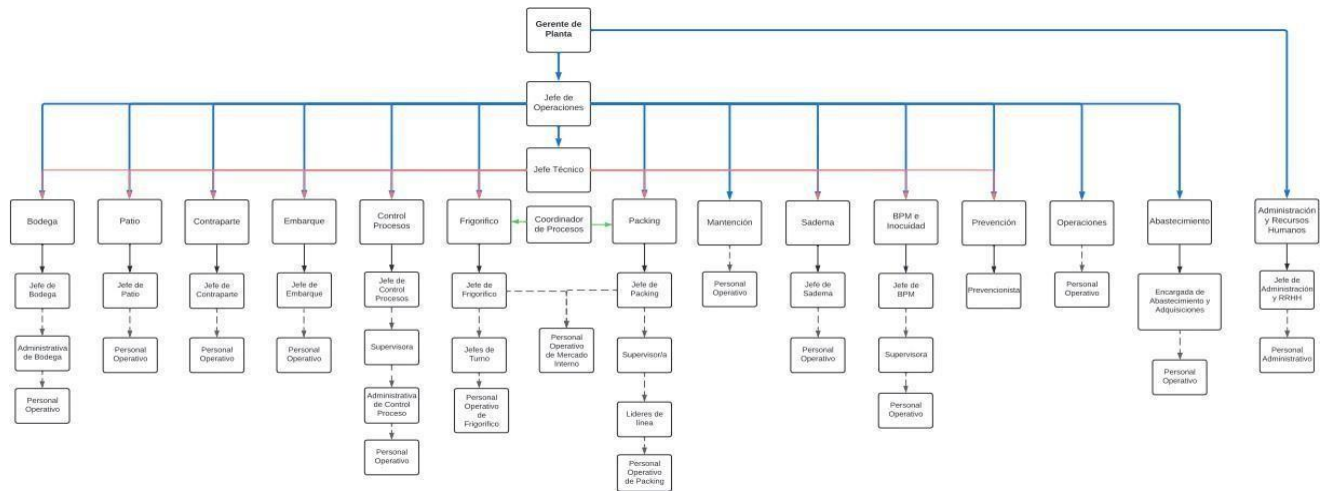 Gerente de
Planta
Jefe de
Operaciones
Jefe Técnico
Bodega
Patio
Contraparte
Embarque
Control
Procesos
Frigorifico
Coordinador
de Procesos
Packing
Mantención
Sadema
BPM e
Inocuidad
Prevención
Operaciones
Abastecimiento
Administración
y Recursos
Humanos
Jefe de
Bodega
Jefe de
Patio
Jefe de
Contraparte
Jefe de
Embarque
Jefe de
Control
Procesos
Jefe de
Frigorifico
Jefe de
Packing
Personal
Operativo
Jefe de
Sadema
Jefe de
BPM
Prevencionista
Personal
Operativo
Encargada de
Abastecimiento y
Adquisiciones
Jefe de
Administración
y RRHH
Administrativa
de Bodega
Personal
Operativo
Personal
Operativo
Personal
Operativo
Supervisora
Jefes de
Turno
Personal
Operativo
de Mercado
Interno
Supervisor/a
Personal
Operativo
Supervisora
Personal
Operativo
Personal
Administrativo
Personal
Operativo
Administrativa
de Control
Proceso
Personal
Operativo
de
Frigorifico
Lideres de
línea
Personal
Operativo
Personal
Operativo
Personal
Operativo
de Packing